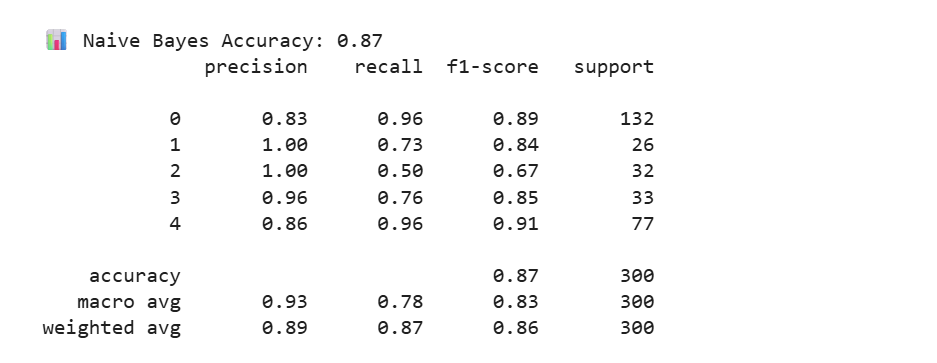 📊 Naive Bayes Accuracy: 0.87
precision recall f1-score support
0 0.83 0.96 0.89 132
1 1.00 0.73 0.84 26
2 1.00 0.50 0.67 32
3 0.96 0.76 0.85 33
4 0.86 0.96 0.91 77
accuracy 0.87 300
macro avg 0.93 0.78 0.83 300
weighted avg 0.89 0.87 0.86 300